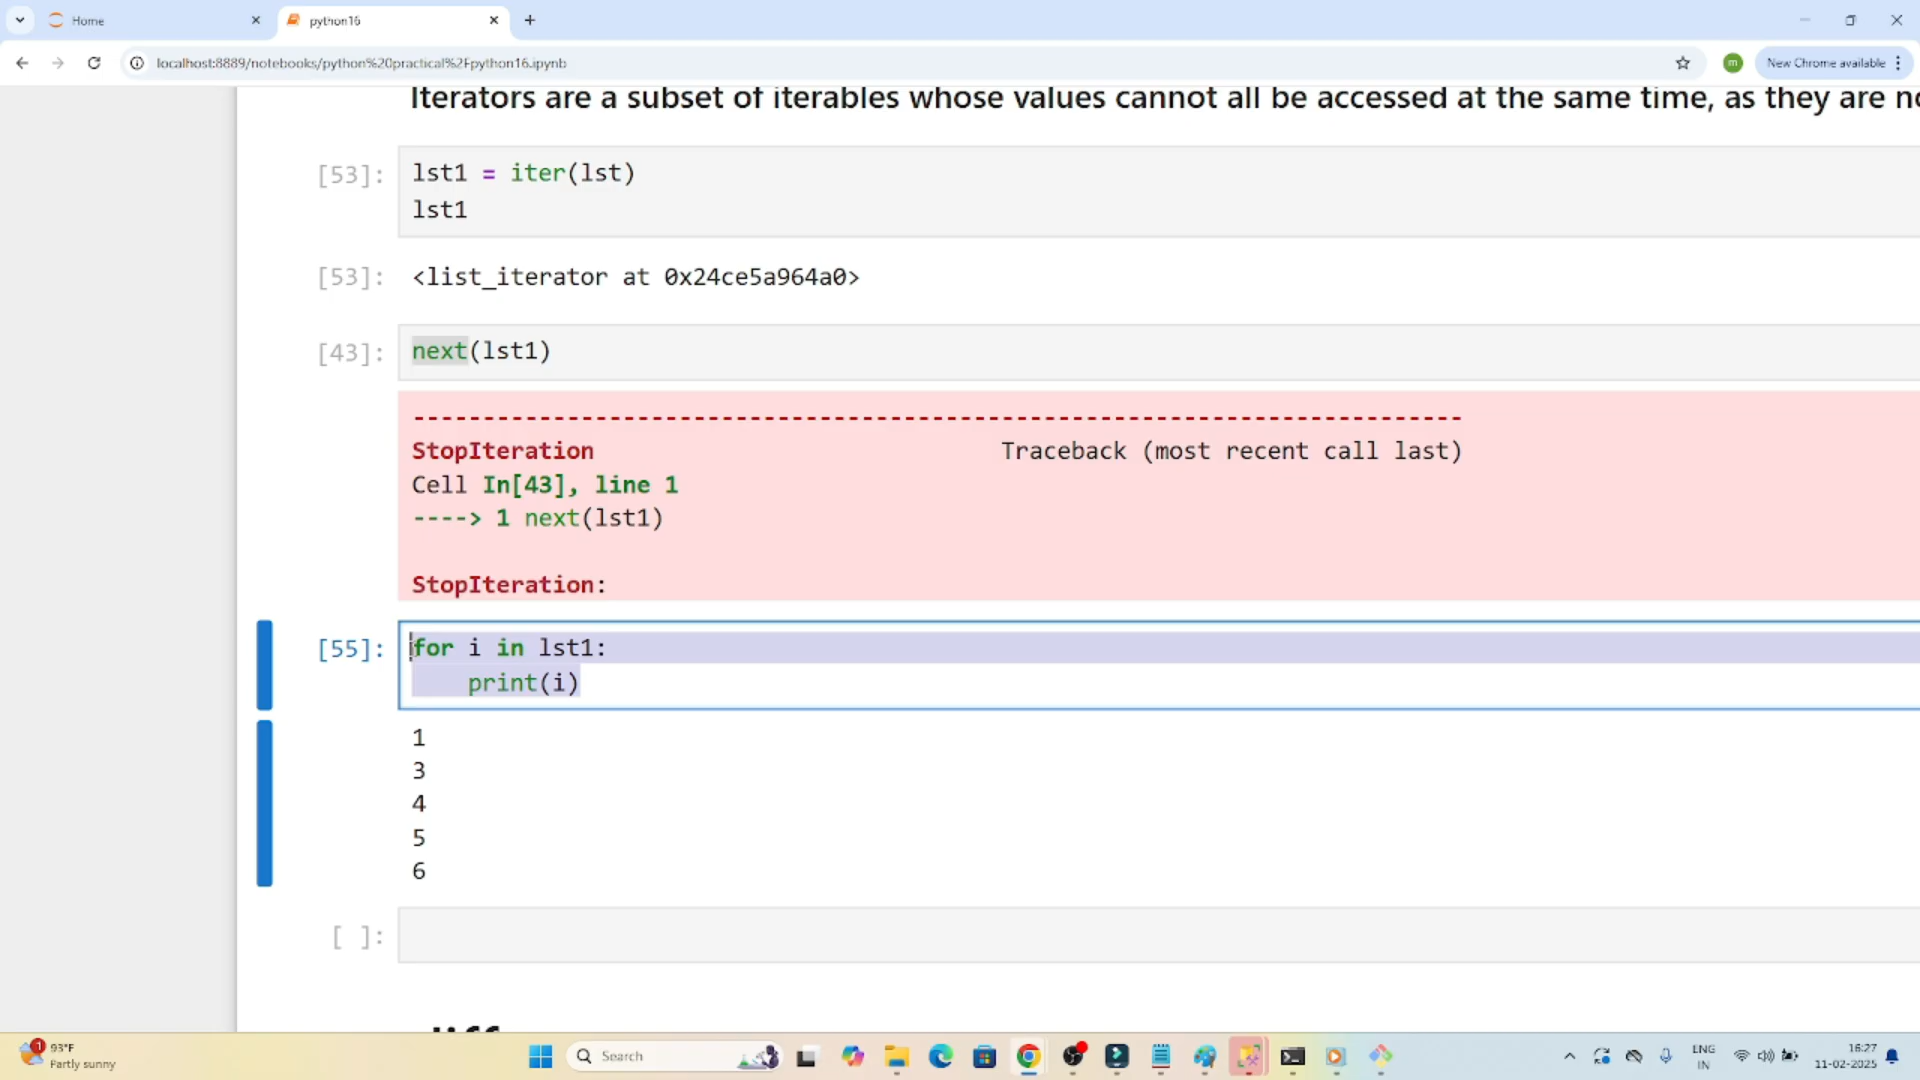 Home
python16
localhost:8889/notebooks/python%20practical%2Fpython16.ipynb
m
New Chrome available
Iterators are a subset of iterables whose values cannot all be accessed at the same time, as they are
[53]: lst1 = iter(lst)
lst1
[53]: <list_iterator at 0x24ce5a964a0>
[43]: next(lst1)
---------------------------------------------------------------------------
StopIteration Traceback (most recent call last)
Cell In[43], line 1
----> 1 next(lst1)
StopIteration:
[55]: for i in lst1:
print(i)
1
3
4
5
6
[ ]:
1
93°F
Partly sunny
Search
ENG
IN
16:27
11-02-2025